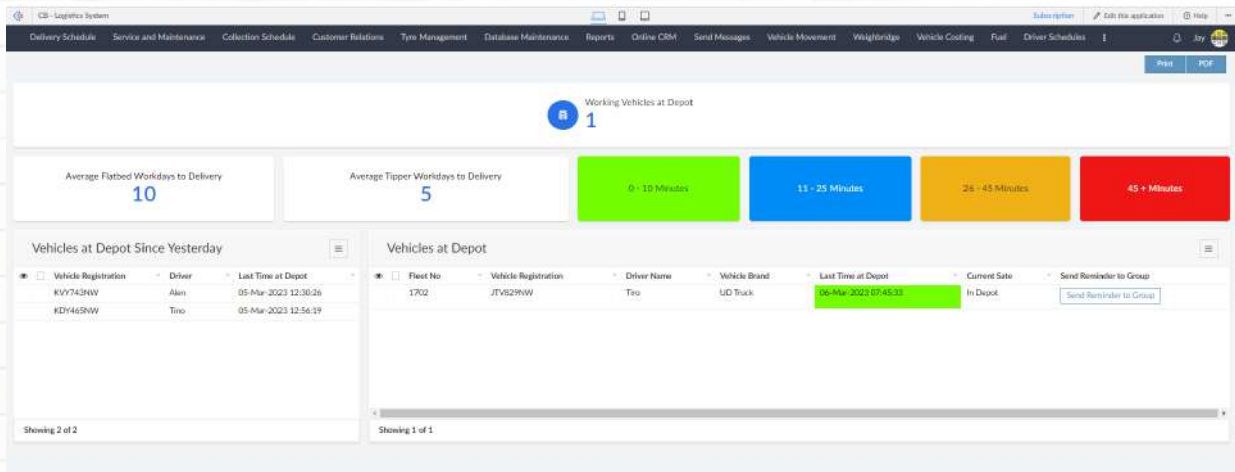 CB - Logistics System
Subscription
Edit this application
Help
Delivery Schedule Service and Maintenance Collection Schedule Customer Relations Tyre Management Database Maintenance Reports Online CRM Send Messages Vehicle Movement Weighbridge Vehicle Costing Fuel Driver Schedules Jay
Print PDF
Working Vehicles at Depot
1
Average Flatbed Workdays to Delivery
10
Average Tipper Workdays to Delivery
5
0 - 10 Minutes
11 - 25 Minutes
26 - 45 Minutes
45 + Minutes
Vehicles at Depot Since Yesterday
Vehicle Registration Driver Last Time at Depot
KVY743NW Alen 05-Mar-2023 12:30:26
KDY465NW Tino 05-Mar-2023 12:56:19
Showing 2 of 2
Vehicles at Depot
Fleet No Vehicle Registration Driver Name Vehicle Brand Last Time at Depot Current Sate Send Reminder to Group
1702 JTV829NW Tiro UD Truck 06-Mar-2023 07:45:33 In Depot Send Reminder to Group
Showing 1 of 1